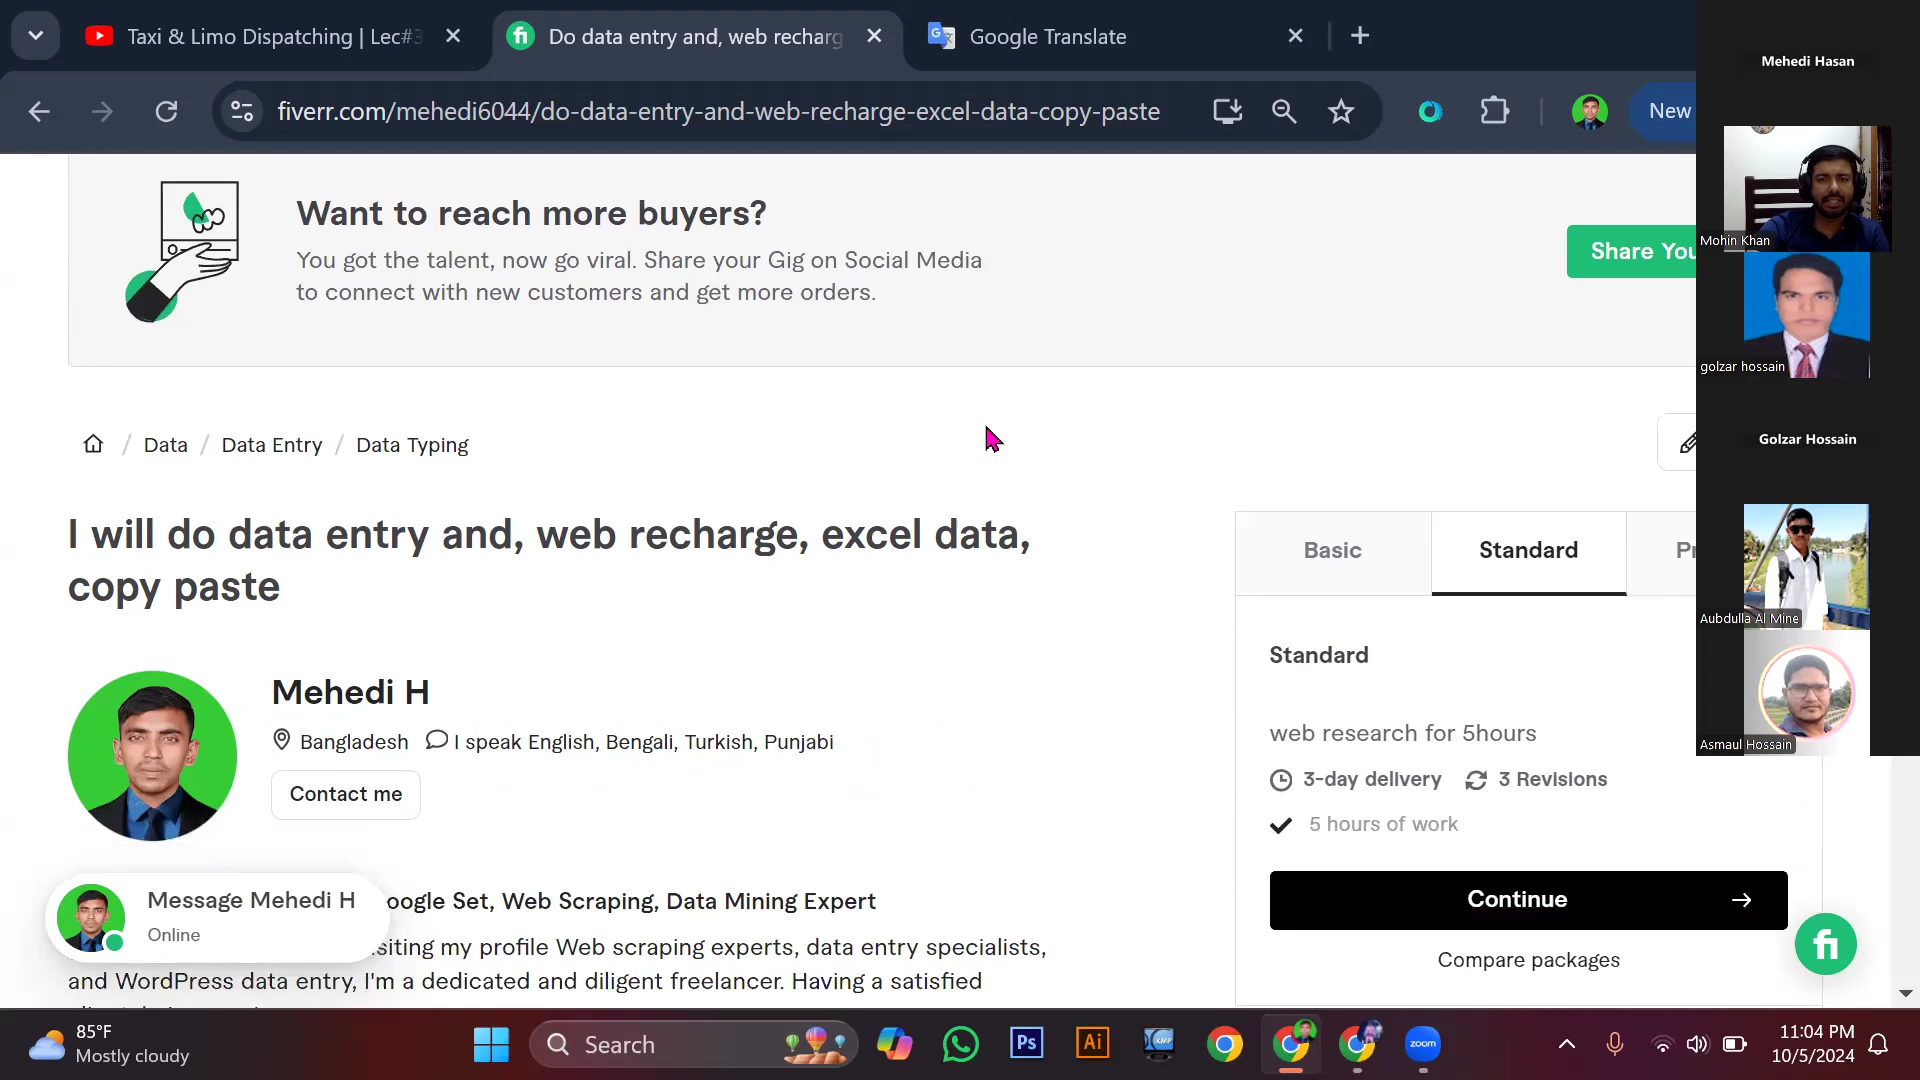 Taxi & Limo Dispatching | Lec#3
Do data entry and, web recharg
Google Translate
fiverr.com/mehedi6044/do-data-entry-and-web-recharge-excel-data-copy-paste
New
Mehedi Hasan
Mohin Khan
golzar hossain
Golzar Hossain
Aubdulla Al Mine
Asmaul Hossain
Want to reach more buyers?
You got the talent, now go viral. Share your Gig on Social Media
to connect with new customers and get more orders.
Share You
/ Data / Data Entry / Data Typing
I will do data entry and, web recharge, excel data,
copy paste
Mehedi H
Bangladesh I speak English, Bengali, Turkish, Punjabi
Contact me
Message Mehedi H
Online
oogle Set, Web Scraping, Data Mining Expert
siting my profile Web scraping experts, data entry specialists,
and WordPress data entry, I'm a dedicated and diligent freelancer. Having a satisfied
Basic
Standard
Pr
Standard
web research for 5hours
3-day delivery 3 Revisions
5 hours of work
Continue
Compare packages
fi
85°F
Mostly cloudy
Search
Ps
Ai
KMP
zoom
11:04 PM
10/5/2024